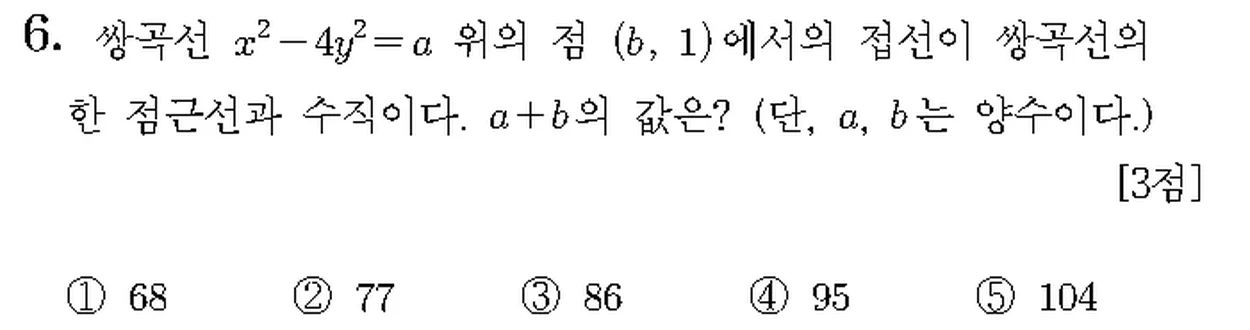 6. 쌍곡선 x²-4y²=a 위의 점 (b, 1)에서의 접선이 쌍곡선의
한 점근선과 수직이다. a+b의 값은? (단, a, b는 양수이다.)
[3점]
① 68 ② 77 ③ 86 ④ 95 ⑤ 104